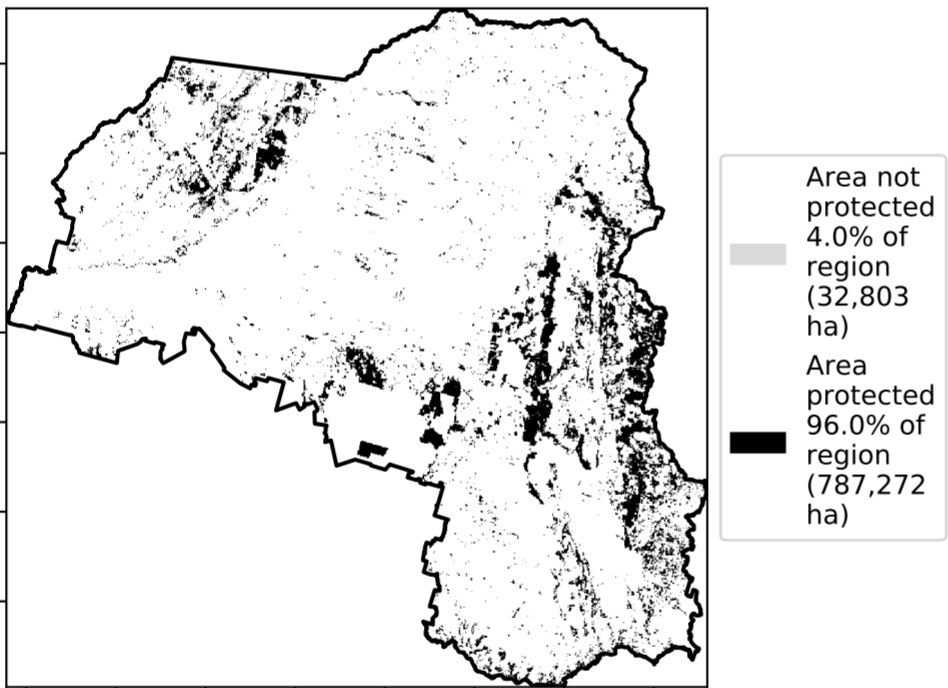 Area not
protected
4.0% of
region
(32,803
ha)
Area
protected
96.0% of
region
(787,272
ha)